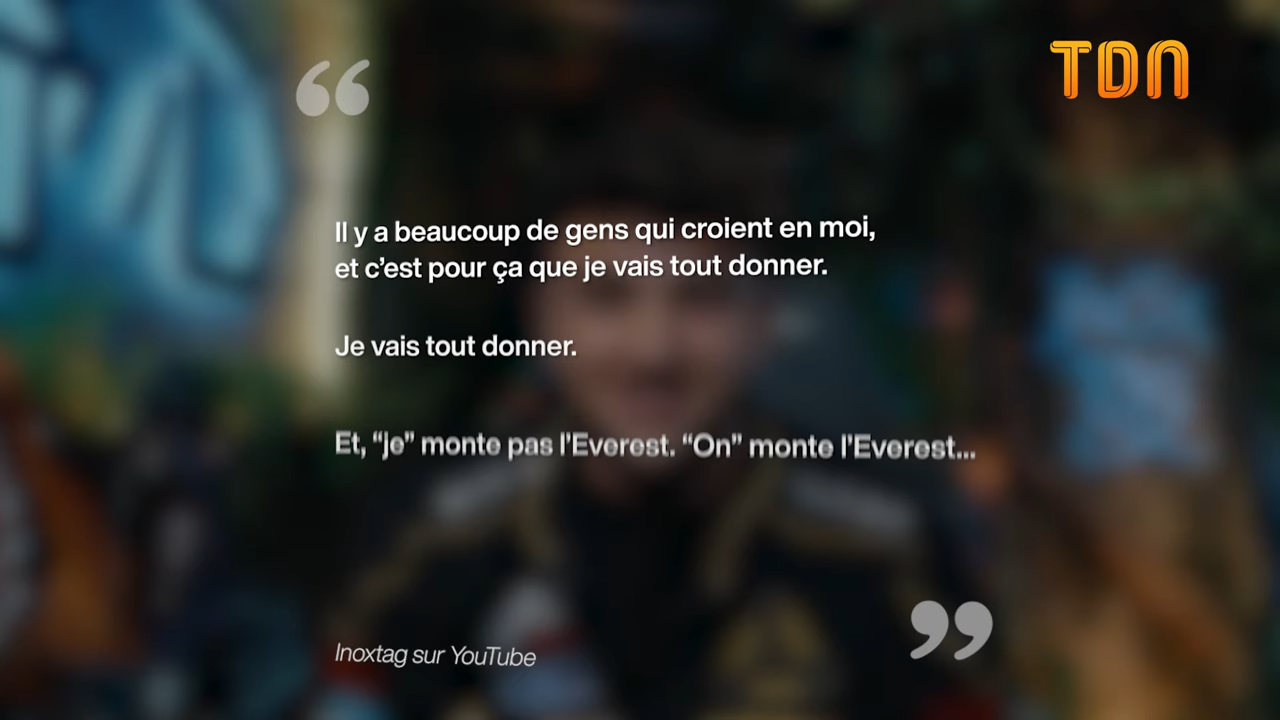 TDN
“
Il y a beaucoup de gens qui croient en moi,
et c’est pour ça que je vais tout donner.
Je vais tout donner.
Et, “je” monte pas l’Everest. “On” monte l’Everest...
”
Inoxtag sur YouTube